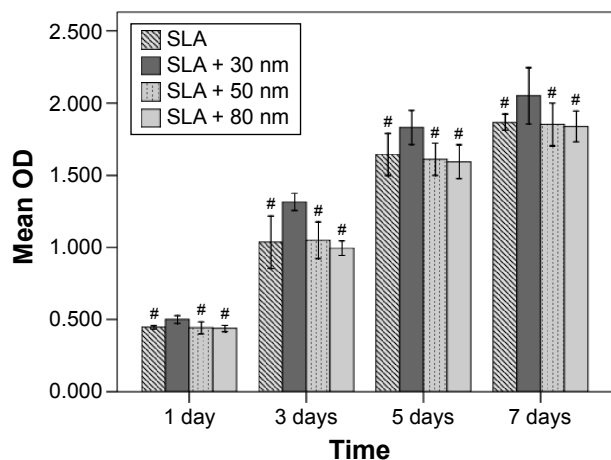 2.500
2.000
1.500
1.000
0.500
0.000
Mean OD
SLA
SLA + 30 nm
SLA + 50 nm
SLA + 80 nm
# # #
# # #
# # #
# # #
1 day 3 days 5 days 7 days
Time